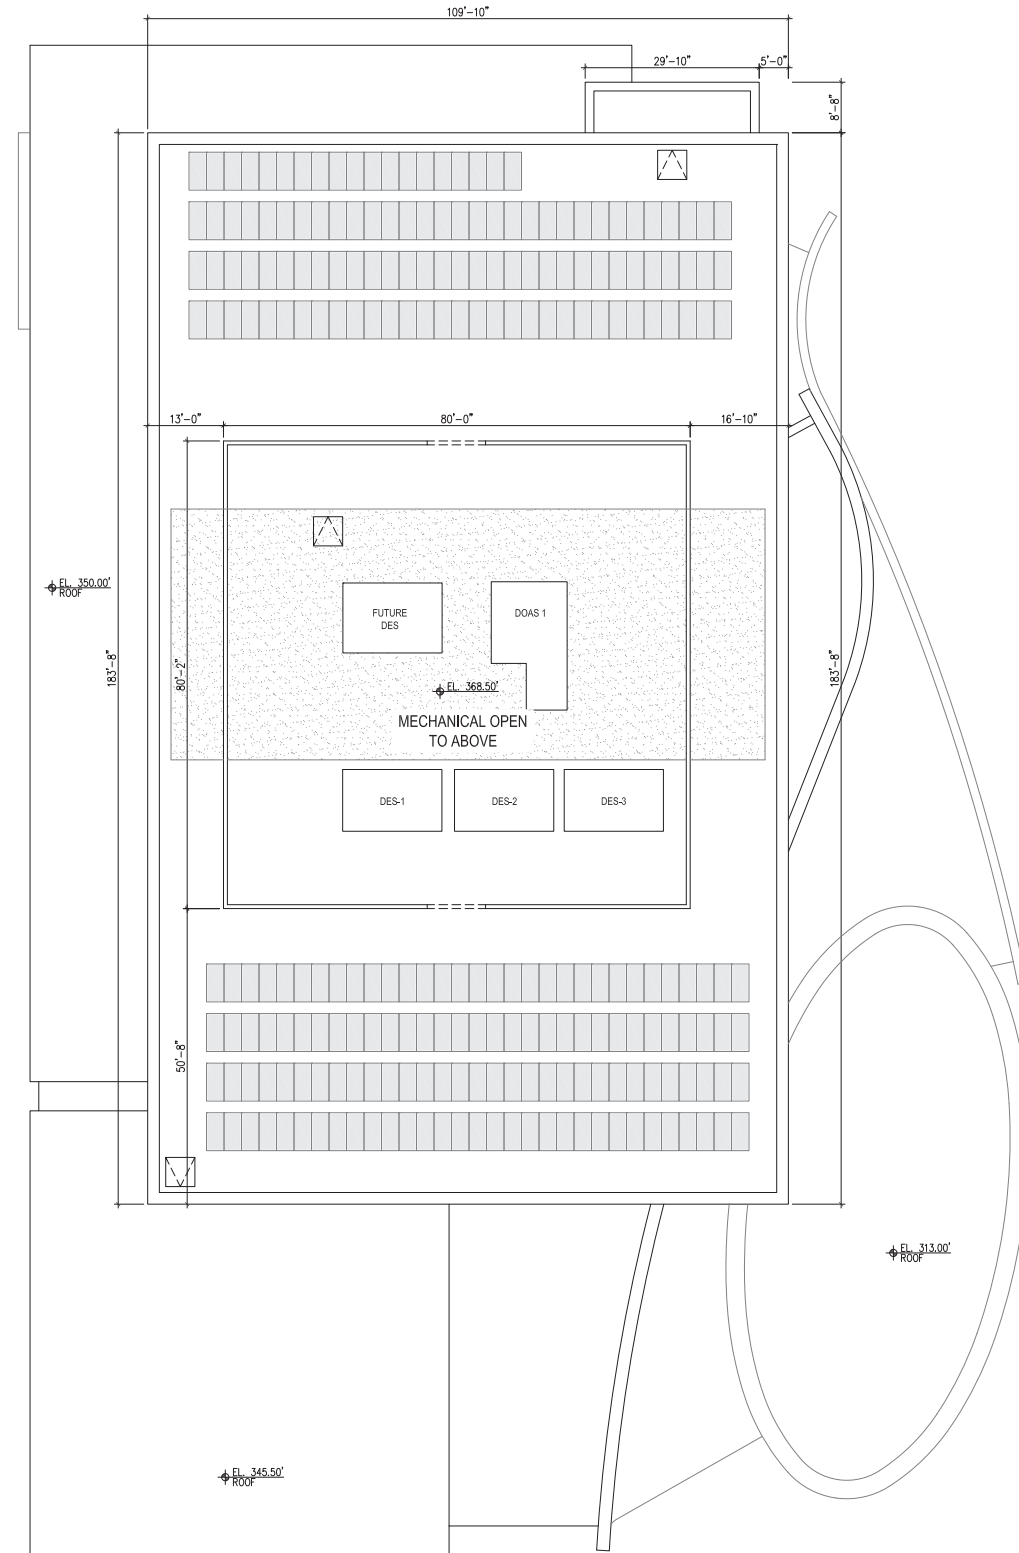 109'-10"
29'-10"
5'-0"
8'-8"
13'-0"
80'-0"
16'-10"
EL. 350.00'
ROOF
183'-8"
80'-2"
FUTURE
DES
DOAS 1
183'-8"
EL. 368.50'
MECHANICAL OPEN
TO ABOVE
DES-1
DES-2
DES-3
50'-8"
EL. 313.00'
ROOF
EL. 345.50'
ROOF